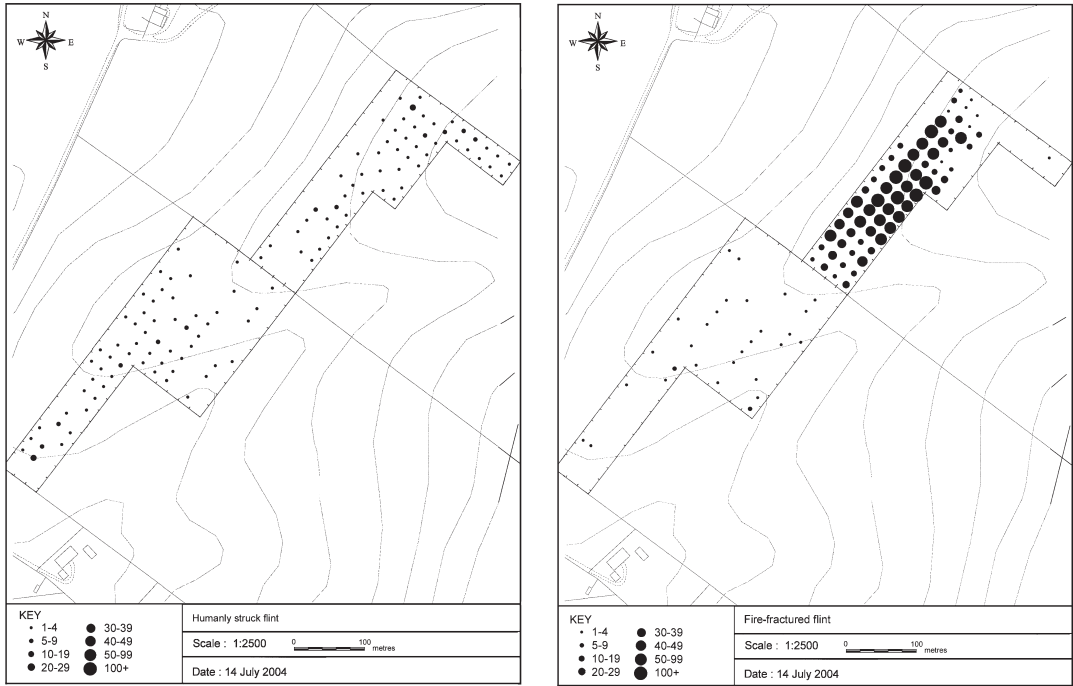 N
W E
S
KEY
1-4 30-39
5-9 40-49
10-19 50-99
20-29 100+
Humanly struck flint
Scale : 1:2500 0 100 metres
Date : 14 July 2004
N
W E
S
KEY
1-4 30-39
5-9 40-49
10-19 50-99
20-29 100+
Fire-fractured flint
Scale : 1:2500 0 100 metres
Date : 14 July 2004